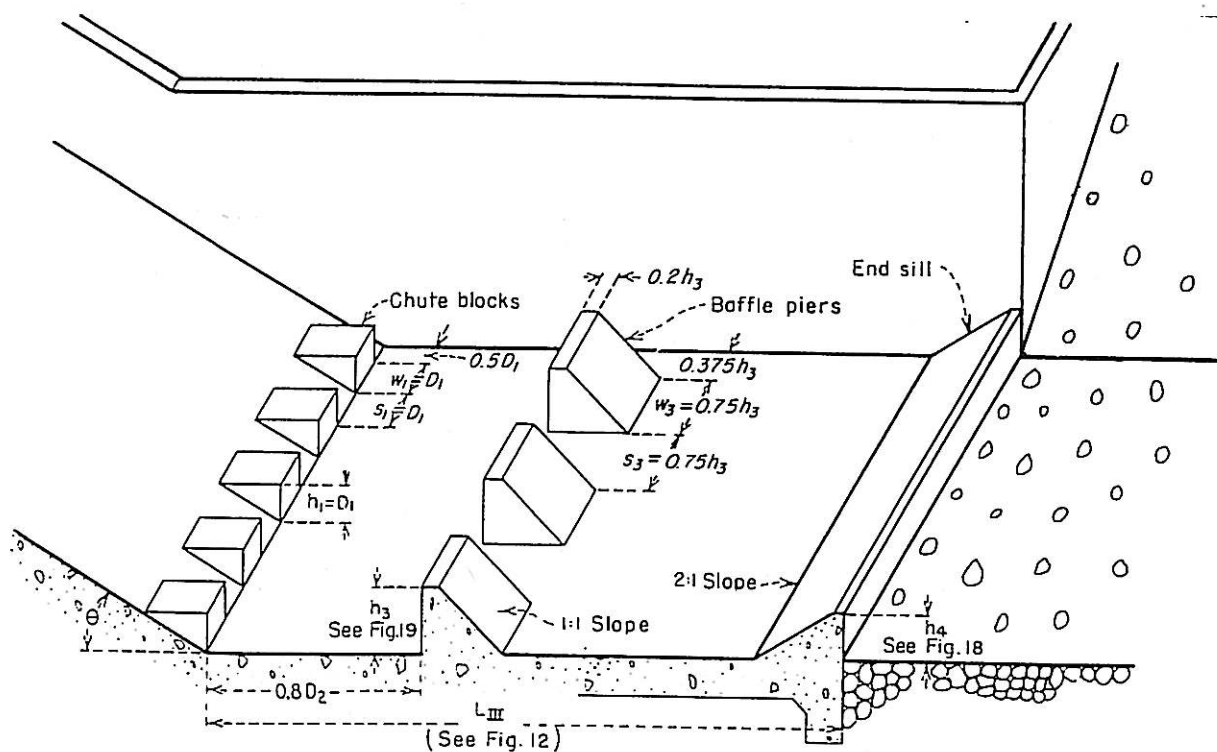 0.2h₃
End sill
Chute blocks
Baffle piers
0.5D₁
w₁=D₁
s₁=D₁
0.375h₃
w₃=0.75h₃
s₃=0.75h₃
h₁=D₁
2:1 Slope
θ
h₃
See Fig.19
1:1 Slope
h₄
See Fig.18
0.8D₂
L_III
(See Fig. 12)